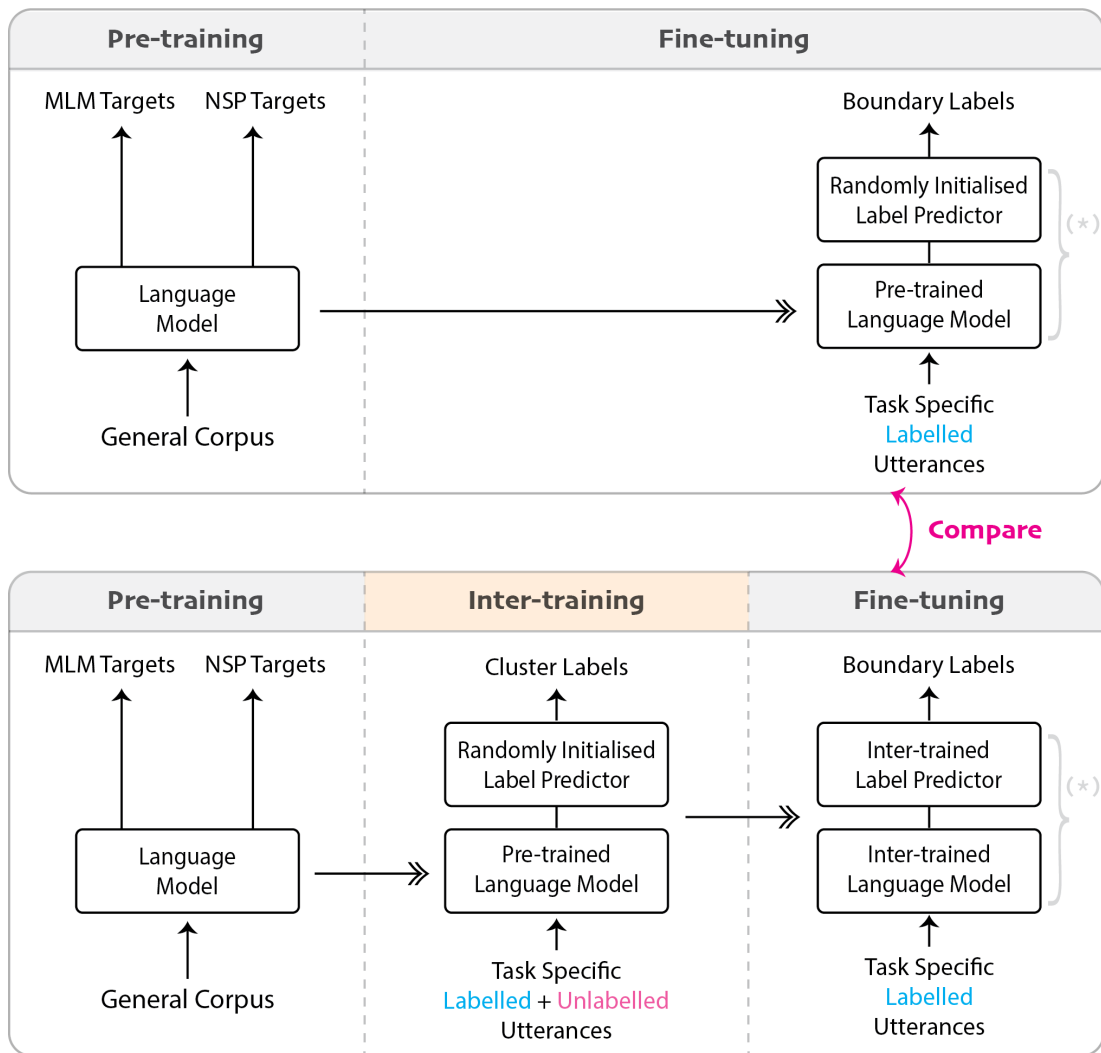 Pre-training
Fine-tuning
MLM Targets
NSP Targets
Boundary Labels
Randomly Initialised
Label Predictor
(*)
Language
Model
Pre-trained
Language Model
General Corpus
Task Specific
Labelled
Utterances
Compare
Pre-training
Inter-training
Fine-tuning
MLM Targets
NSP Targets
Cluster Labels
Boundary Labels
Randomly Initialised
Label Predictor
Inter-trained
Label Predictor
(*)
Language
Model
Pre-trained
Language Model
Inter-trained
Language Model
General Corpus
Task Specific
Labelled + Unlabelled
Utterances
Task Specific
Labelled
Utterances